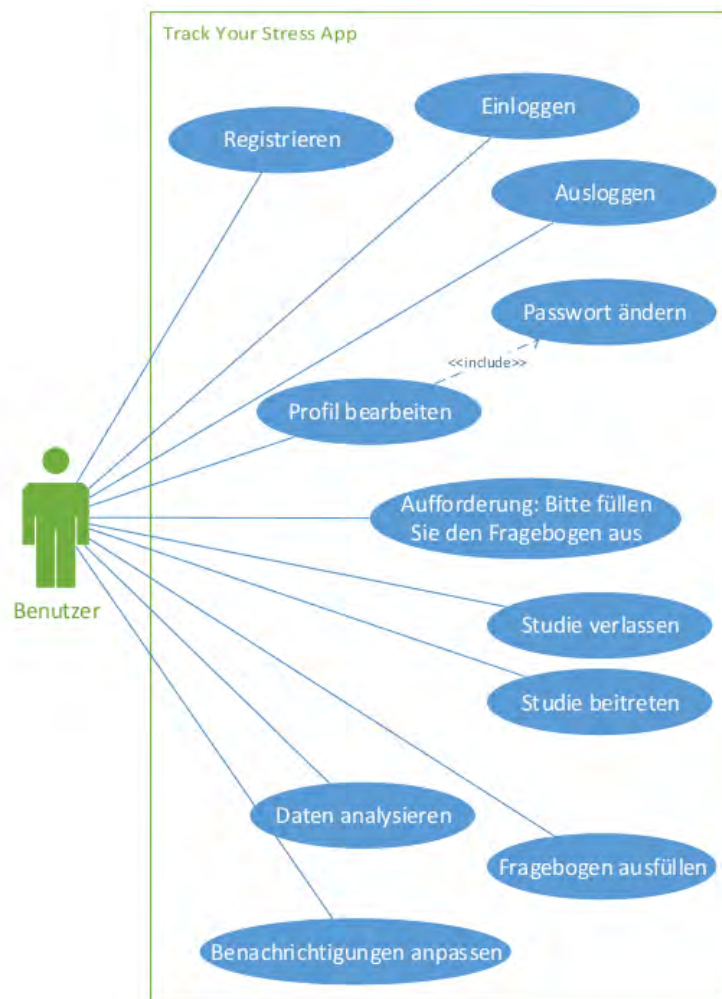 Track Your Stress App
Einloggen
Registrieren
Ausloggen
Passwort ändern
<<include>>
Profil bearbeiten
Aufforderung: Bitte füllen
Sie den Fragebogen aus
Benutzer
Studie verlassen
Studie beitreten
Daten analysieren
Fragebogen ausfüllen
Benachrichtigungen anpassen